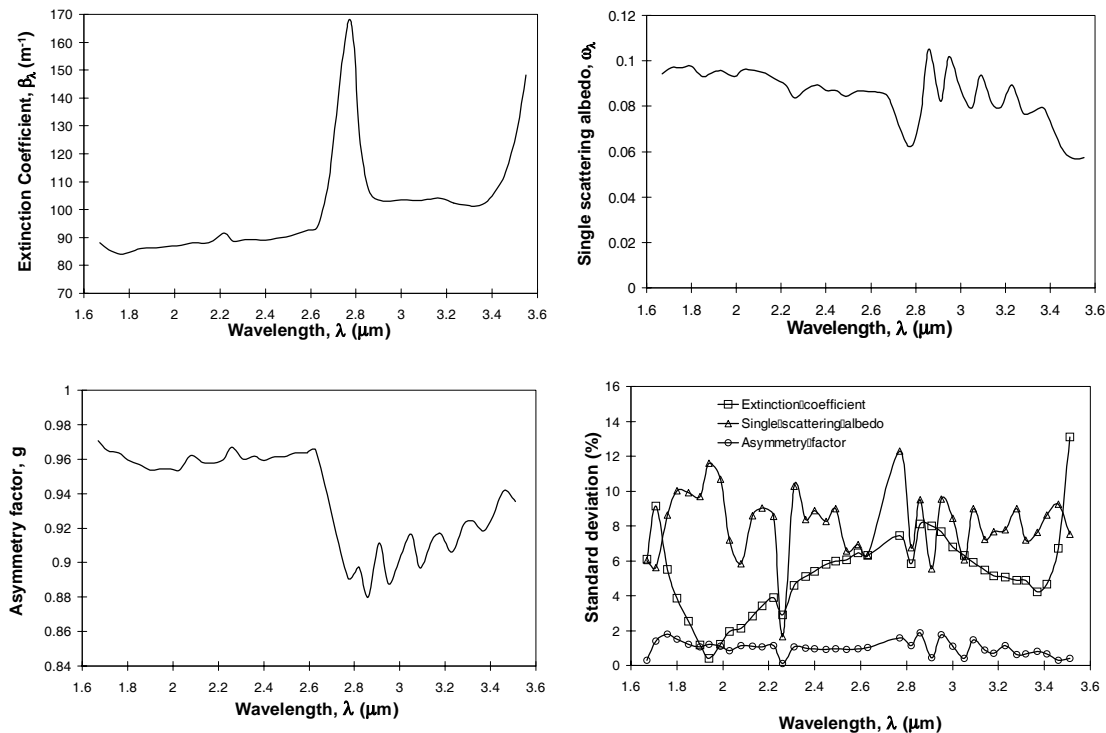 Extinction Coefficient, βλ (m-1)
170
160
150
140
130
120
110
100
90
80
70
1.6 1.8 2 2.2 2.4 2.6 2.8 3 3.2 3.4 3.6
Wavelength, λ (μm)
Single scattering albedo, ωλ
0.12
0.1
0.08
0.06
0.04
0.02
0
1.6 1.8 2 2.2 2.4 2.6 2.8 3 3.2 3.4 3.6
Wavelength, λ (μm)
Asymmetry factor, g
1
0.98
0.96
0.94
0.92
0.9
0.88
0.86
0.84
1.6 1.8 2 2.2 2.4 2.6 2.8 3 3.2 3.4 3.6
Wavelength, λ (μm)
Standard deviation (%)
16
14
12
10
8
6
4
2
0
Extinction coefficient
Single scattering albedo
Asymmetry factor
1.6 1.8 2 2.2 2.4 2.6 2.8 3 3.2 3.4 3.6
Wavelength, λ (μm)